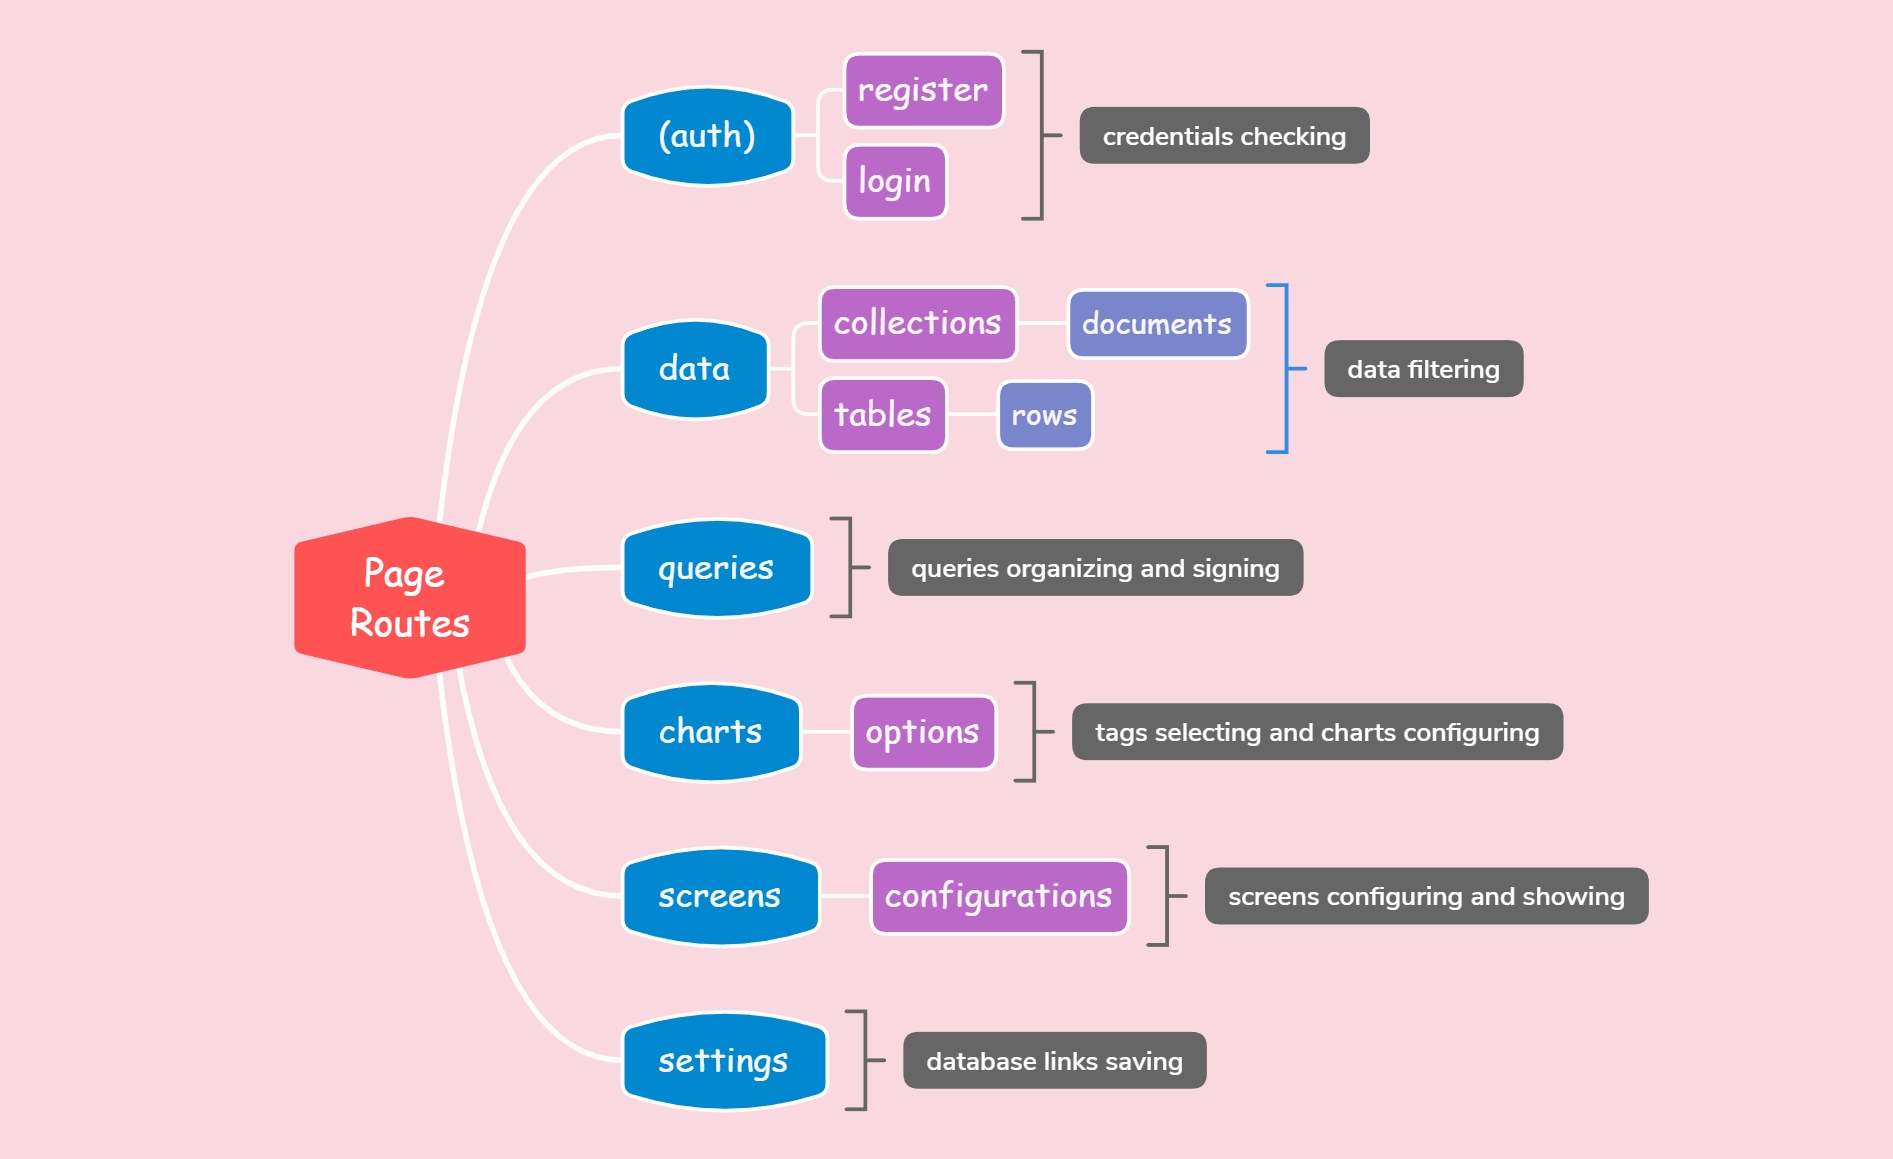 Page
Routes
(auth)
register
login
credentials checking
data
collections
documents
tables
rows
data filtering
queries
queries organizing and signing
charts
options
tags selecting and charts configuring
screens
configurations
screens configuring and showing
settings
database links saving